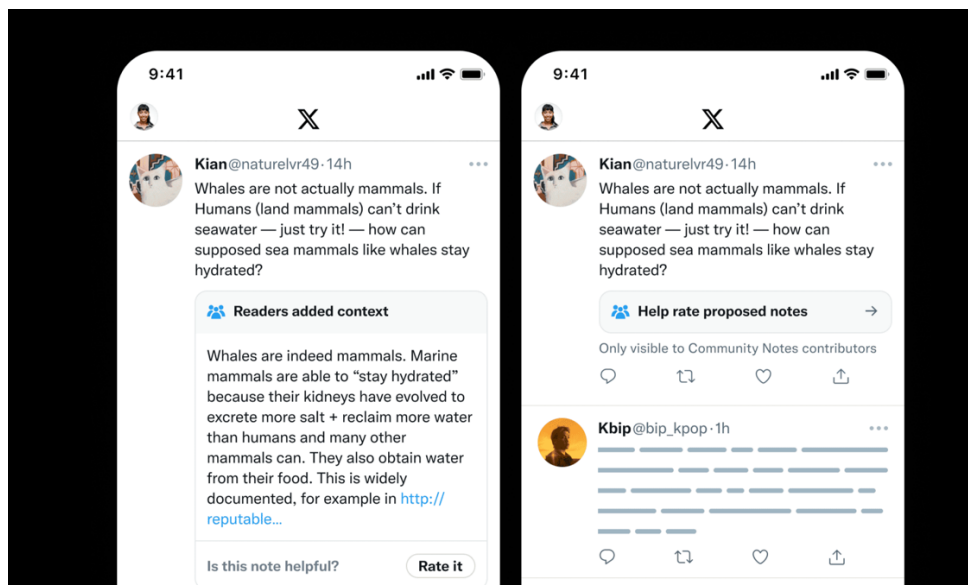 9:41
X
Kian@naturelvr49·14h
Whales are not actually mammals. If
Humans (land mammals) can’t drink
seawater — just try it! — how can
supposed sea mammals like whales stay
hydrated?
Readers added context
Whales are indeed mammals. Marine
mammals are able to “stay hydrated”
because their kidneys have evolved to
excrete more salt + reclaim more water
than humans and many other
mammals can. They also obtain water
from their food. This is widely
documented, for example in http://
reputable...
Is this note helpful?
Rate it
9:41
X
Kian@naturelvr49·14h
Whales are not actually mammals. If
Humans (land mammals) can’t drink
seawater — just try it! — how can
supposed sea mammals like whales stay
hydrated?
Help rate proposed notes
Only visible to Community Notes contributors
Kbip@bip_kpop·1h